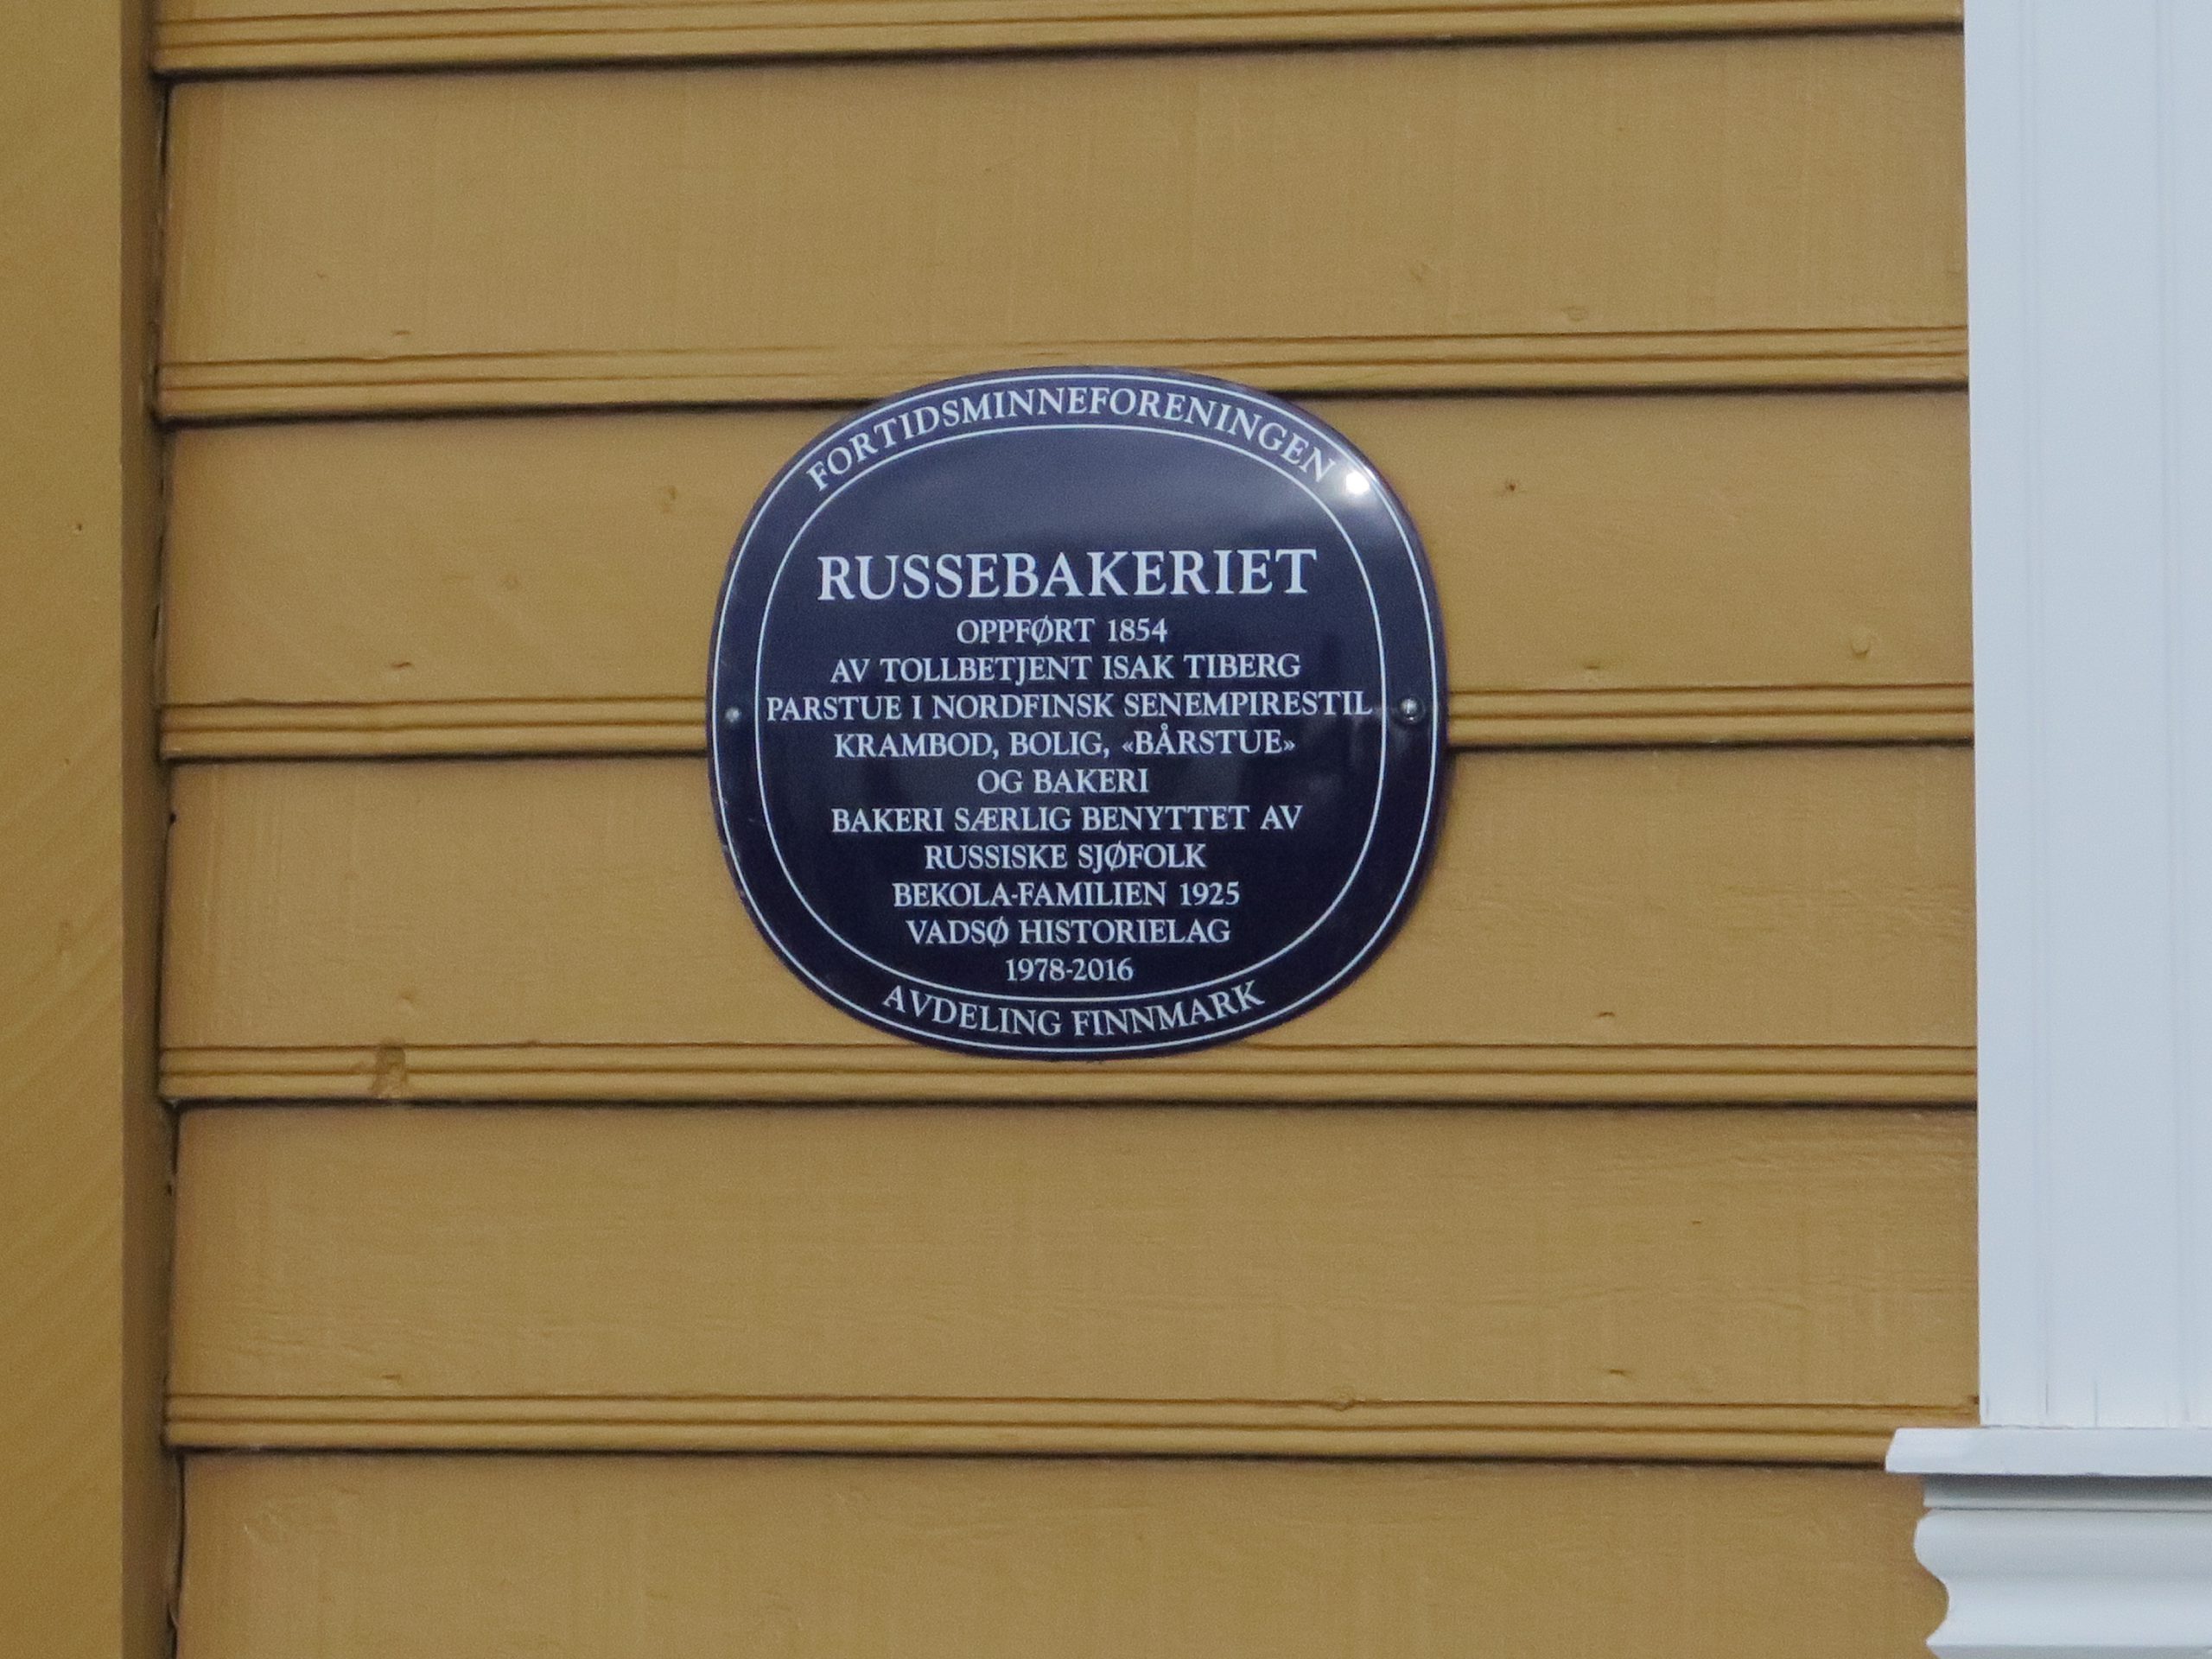 FORTIDSMINNEFORENINGEN
RUSSEBAKERIET
OPPFØRT 1854
AV TOLLBETJENT ISAK TIBERG
PARSTUE I NORDFINSK SENEMPIRESTIL
KRAMBOD, BOLIG, «BÅRSTUE»
OG BAKERI
BAKERI SÆRLIG BENYTTET AV
RUSSISKE SJØFOLK
BEKOLA-FAMILIEN 1925
VADSØ HISTORIELAG
1978-2016
AVDELING FINNMARK